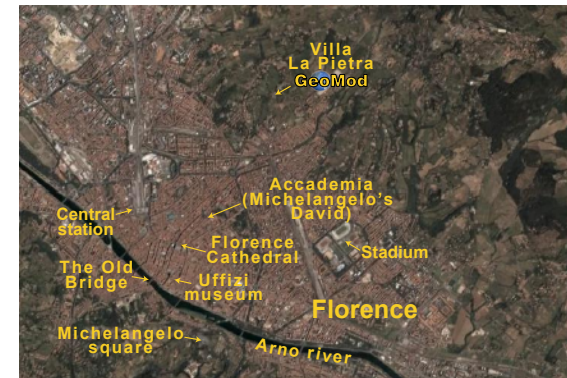 Villa
La Pietra
GeoMod
Accademia
(Michelangelo's
David)
Central
station
Florence
Cathedral
Stadium
The Old
Bridge
Uffizi
museum
Florence
Michelangelo
square
Arno river